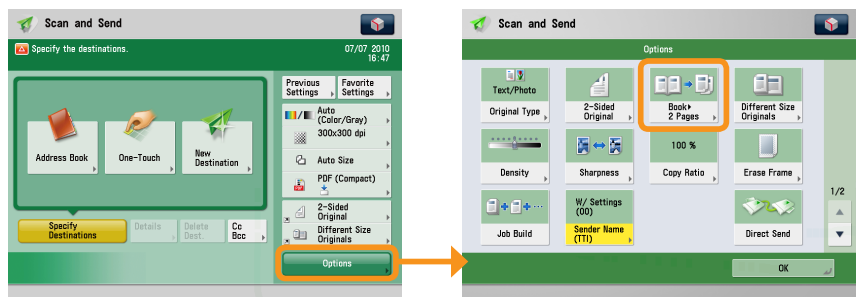 Scan and Send
Specify the destinations.
07/07 2010
16:47
Previous
Settings
Favorite
Settings
Auto
(Color/Gray)
300x300 dpi
Auto Size
PDF (Compact)
2-Sided
Original
Different Size
Originals
Options
Address Book
One-Touch
New
Destination
Specify
Destinations
Details
Delete
Dest.
Cc
Bcc
Scan and Send
Options
Text/Photo
Original Type
2-Sided
Original
Book▸
2 Pages
Different Size
Originals
Density
Sharpness
100 %
Copy Ratio
Erase Frame
Job Build
W/ Settings
(00)
Sender Name
(TTI)
Direct Send
1/2
OK